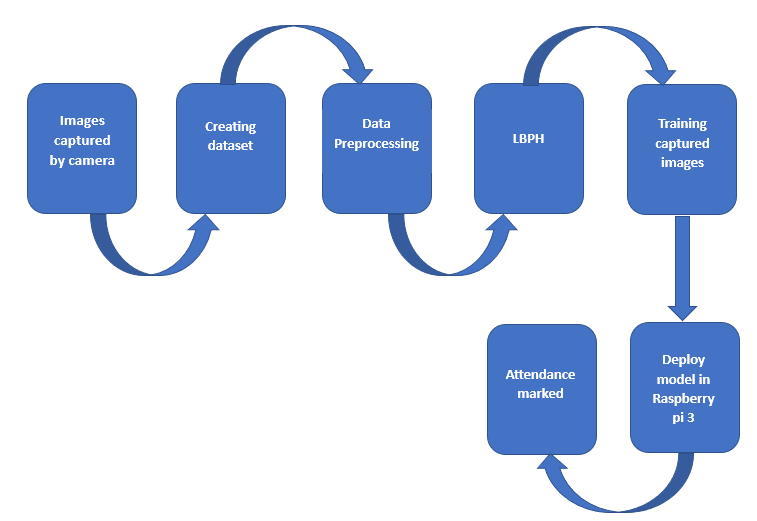 Images
captured
by camera
Creating
dataset
Data
Preprocessing
LBPH
Training
captured
images
Deploy
model in
Raspberry
pi 3
Attendance
marked